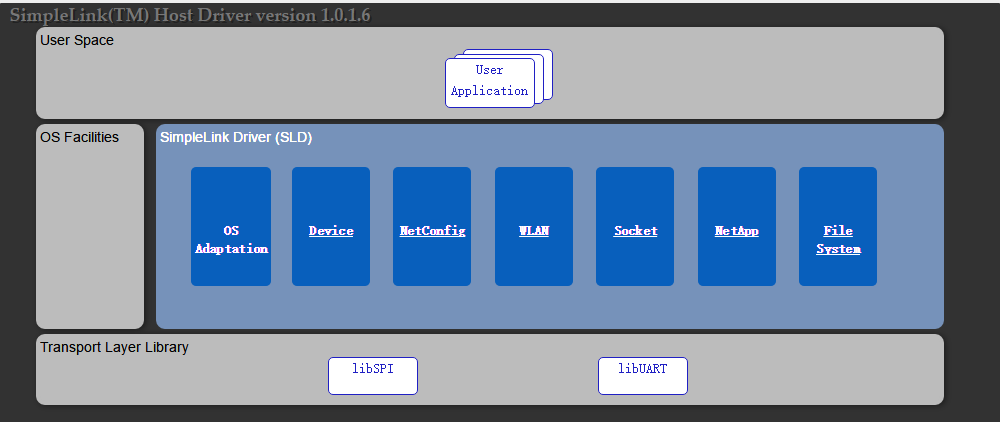 SimpleLink(TM) Host Driver version 1.0.1.6
User Space
User
Application
OS Facilities
SimpleLink Driver (SLD)
OS
Adaptation
Device
NetConfig
WLAN
Socket
NetApp
File
System
Transport Layer Library
libSPI
libUART